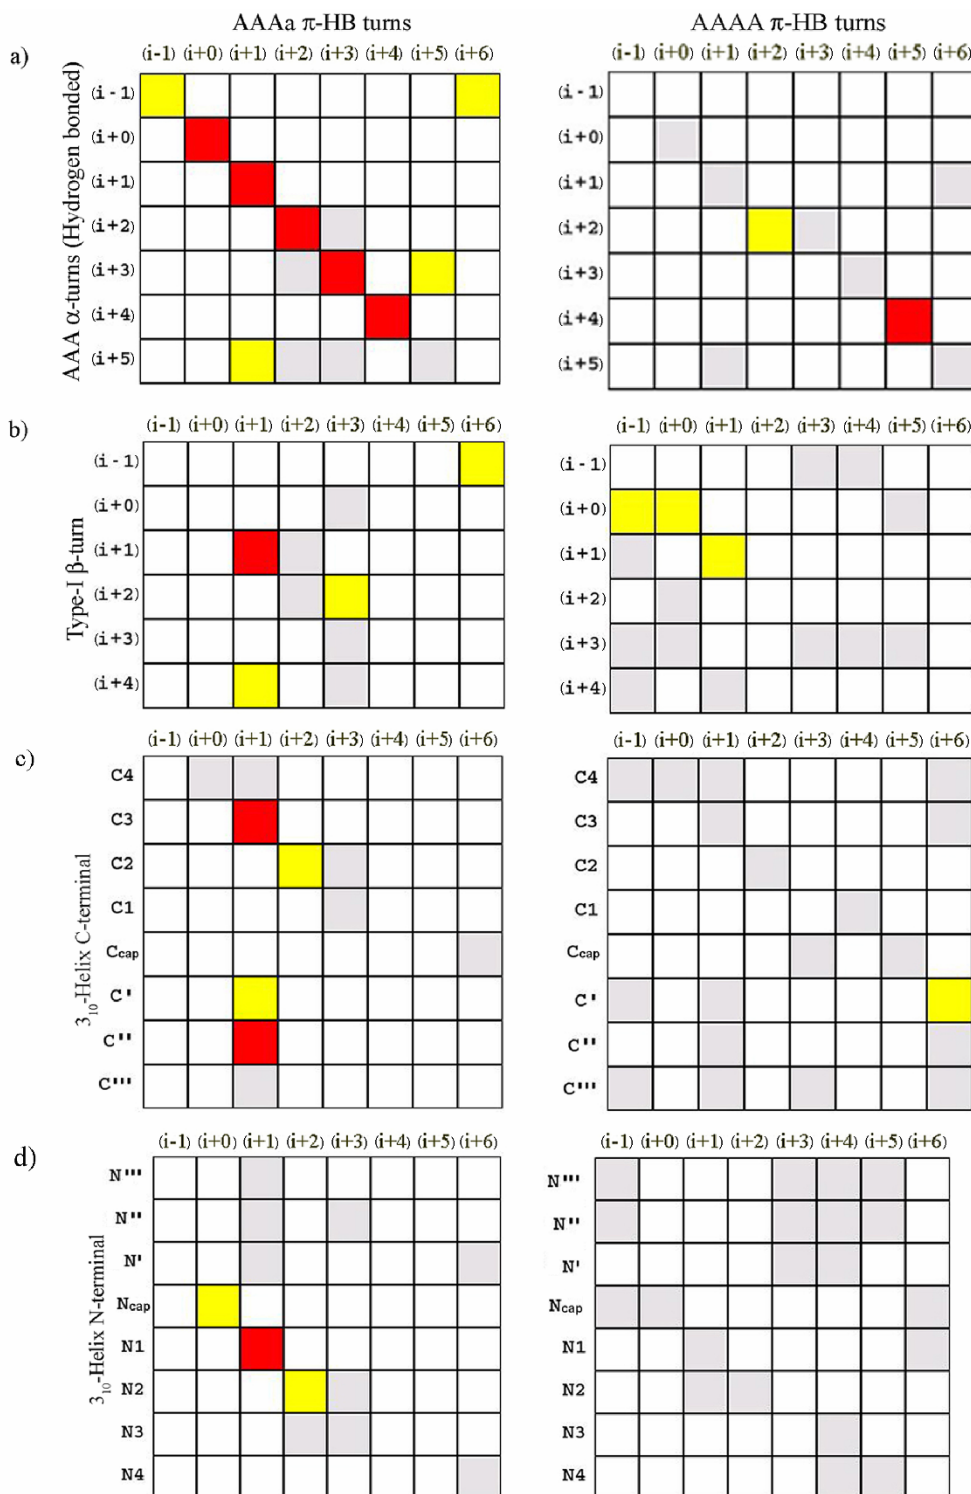 AAAa π-HB turns AAAA π-HB turns
a) (i-1) (i+0) (i+1) (i+2) (i+3) (i+4) (i+5) (i+6) (i-1) (i+0) (i+1) (i+2) (i+3) (i+4) (i+5) (i+6)
AAA α-turns (Hydrogen bonded)
(i-1) (i-1)
(i+0) (i+0)
(i+1) (i+1)
(i+2) (i+2)
(i+3) (i+3)
(i+4) (i+4)
(i+5) (i+5)
b) (i-1) (i+0) (i+1) (i+2) (i+3) (i+4) (i+5) (i+6) (i-1) (i+0) (i+1) (i+2) (i+3) (i+4) (i+5) (i+6)
Type-I β-turn
(i-1) (i-1)
(i+0) (i+0)
(i+1) (i+1)
(i+2) (i+2)
(i+3) (i+3)
(i+4) (i+4)
c) (i-1) (i+0) (i+1) (i+2) (i+3) (i+4) (i+5) (i+6) (i-1) (i+0) (i+1) (i+2) (i+3) (i+4) (i+5) (i+6)
3₁₀-Helix C-terminal
C4 C4
C3 C3
C2 C2
C1 C1
Ccap Ccap
C' C'
C'' C''
C''' C'''
d) (i-1) (i+0) (i+1) (i+2) (i+3) (i+4) (i+5) (i+6) (i-1) (i+0) (i+1) (i+2) (i+3) (i+4) (i+5) (i+6)
3₁₀-Helix N-terminal
N''' N'''
N'' N''
N' N'
Ncap Ncap
N1 N1
N2 N2
N3 N3
N4 N4